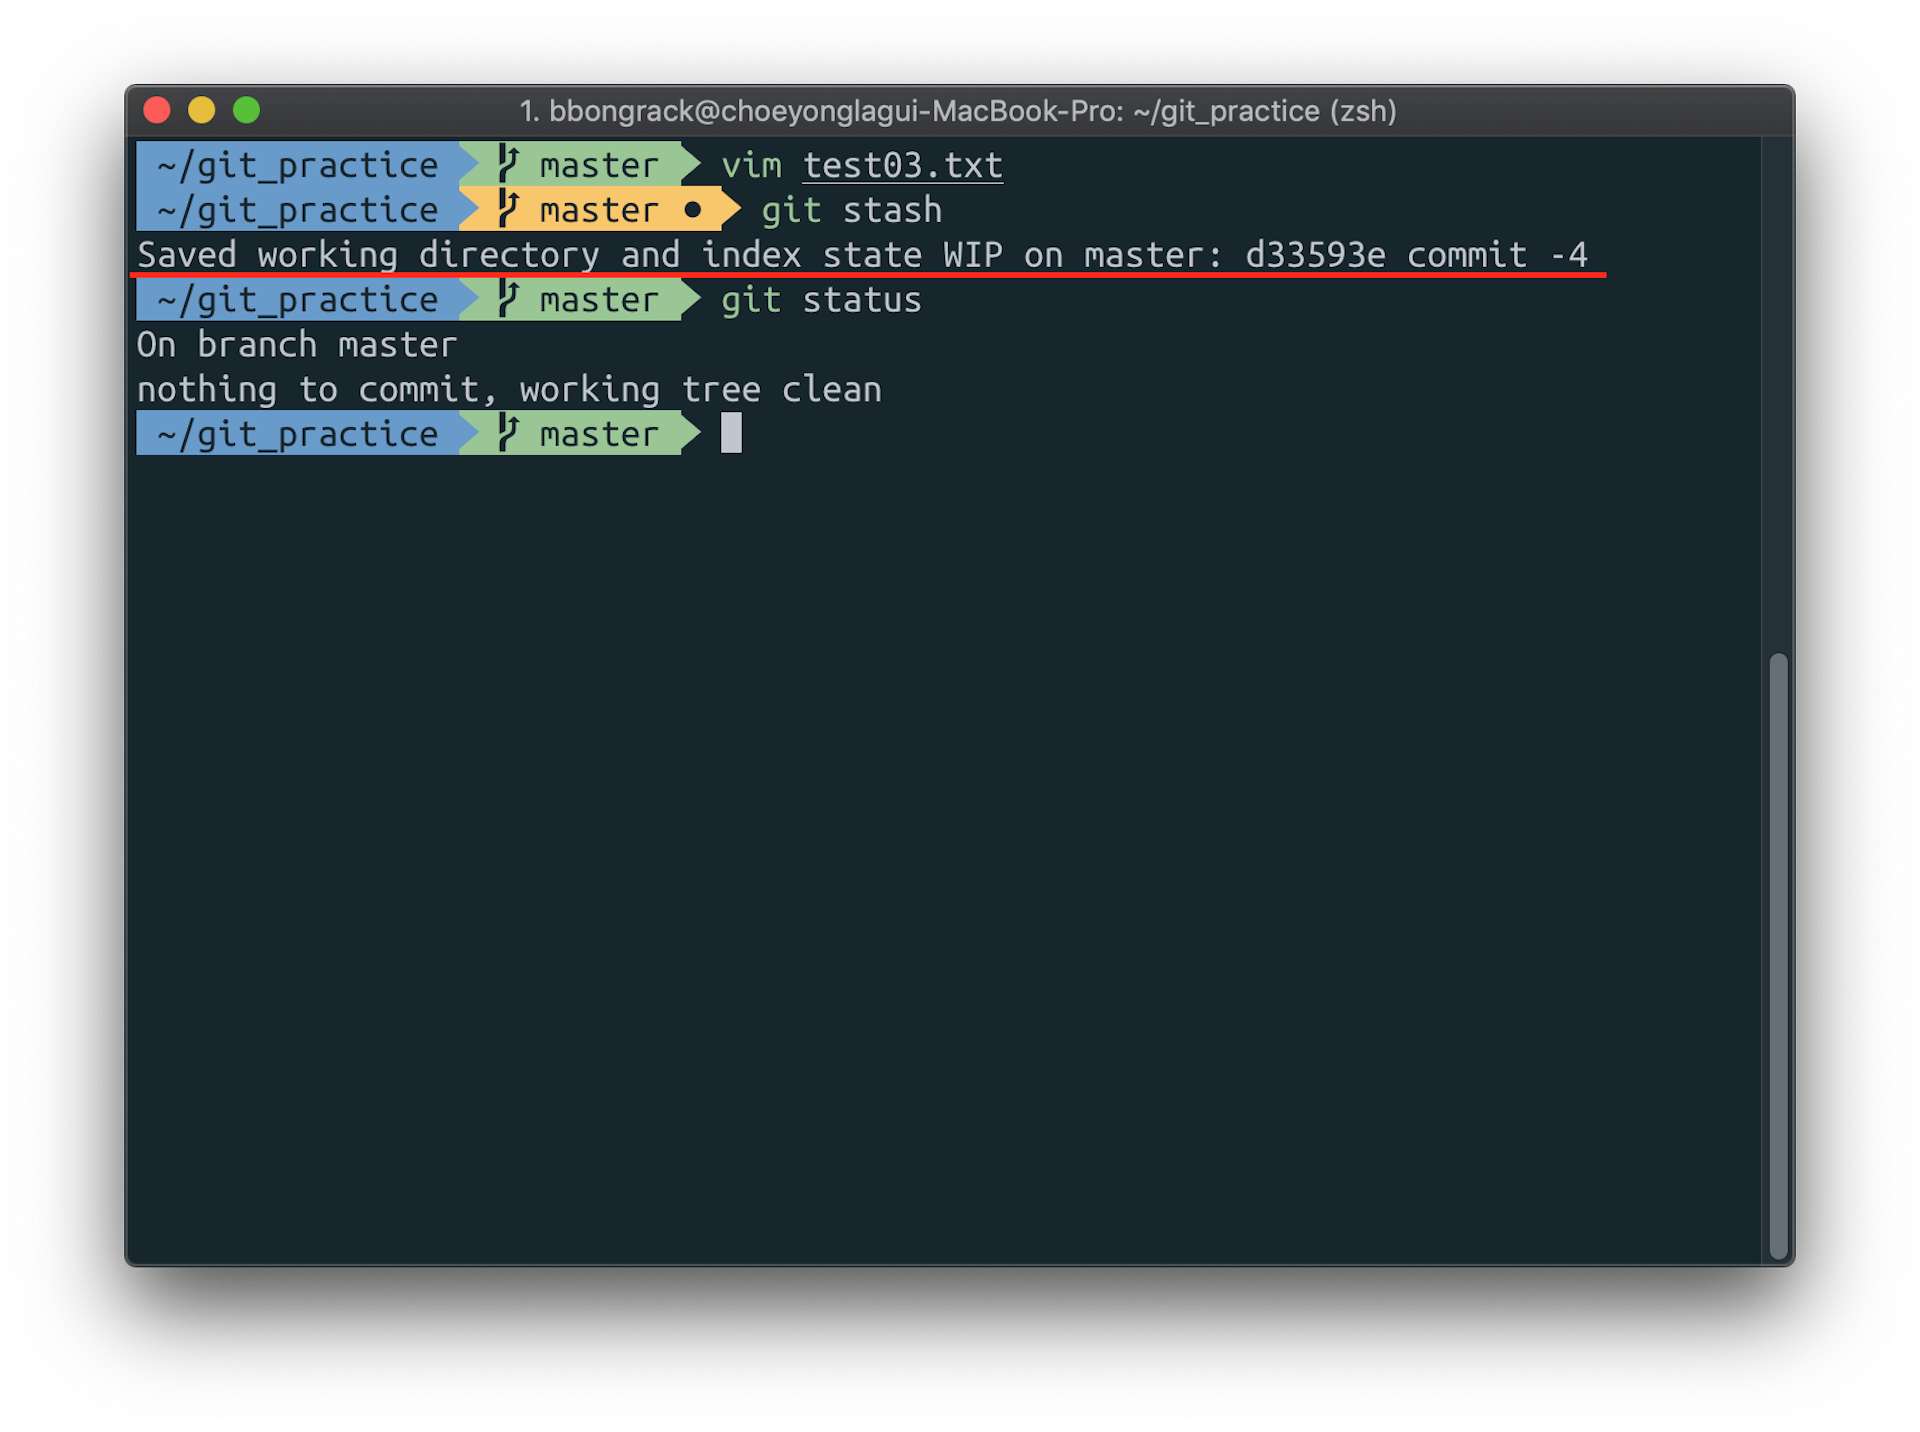 1. bbongrack@choeyonglagui-MacBook-Pro: ~/git_practice (zsh)
~/git_practice master vim test03.txt
~/git_practice master ● git stash
Saved working directory and index state WIP on master: d33593e commit -4
~/git_practice master git status
On branch master
nothing to commit, working tree clean
~/git_practice master